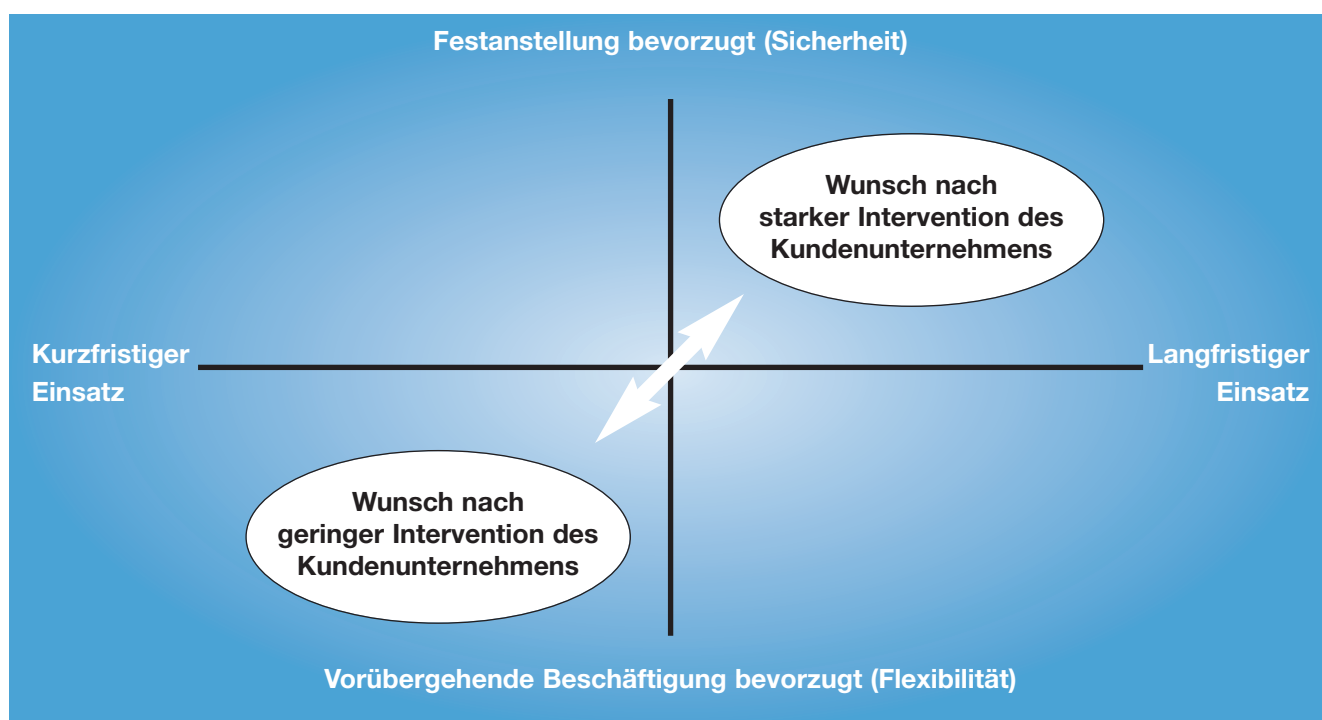 Festanstellung bevorzugt (Sicherheit)
Wunsch nach
starker Intervention des
Kundenunternehmens
Kurzfristiger
Einsatz
Langfristiger
Einsatz
Wunsch nach
geringer Intervention des
Kundenunternehmens
Vorübergehende Beschäftigung bevorzugt (Flexibilität)